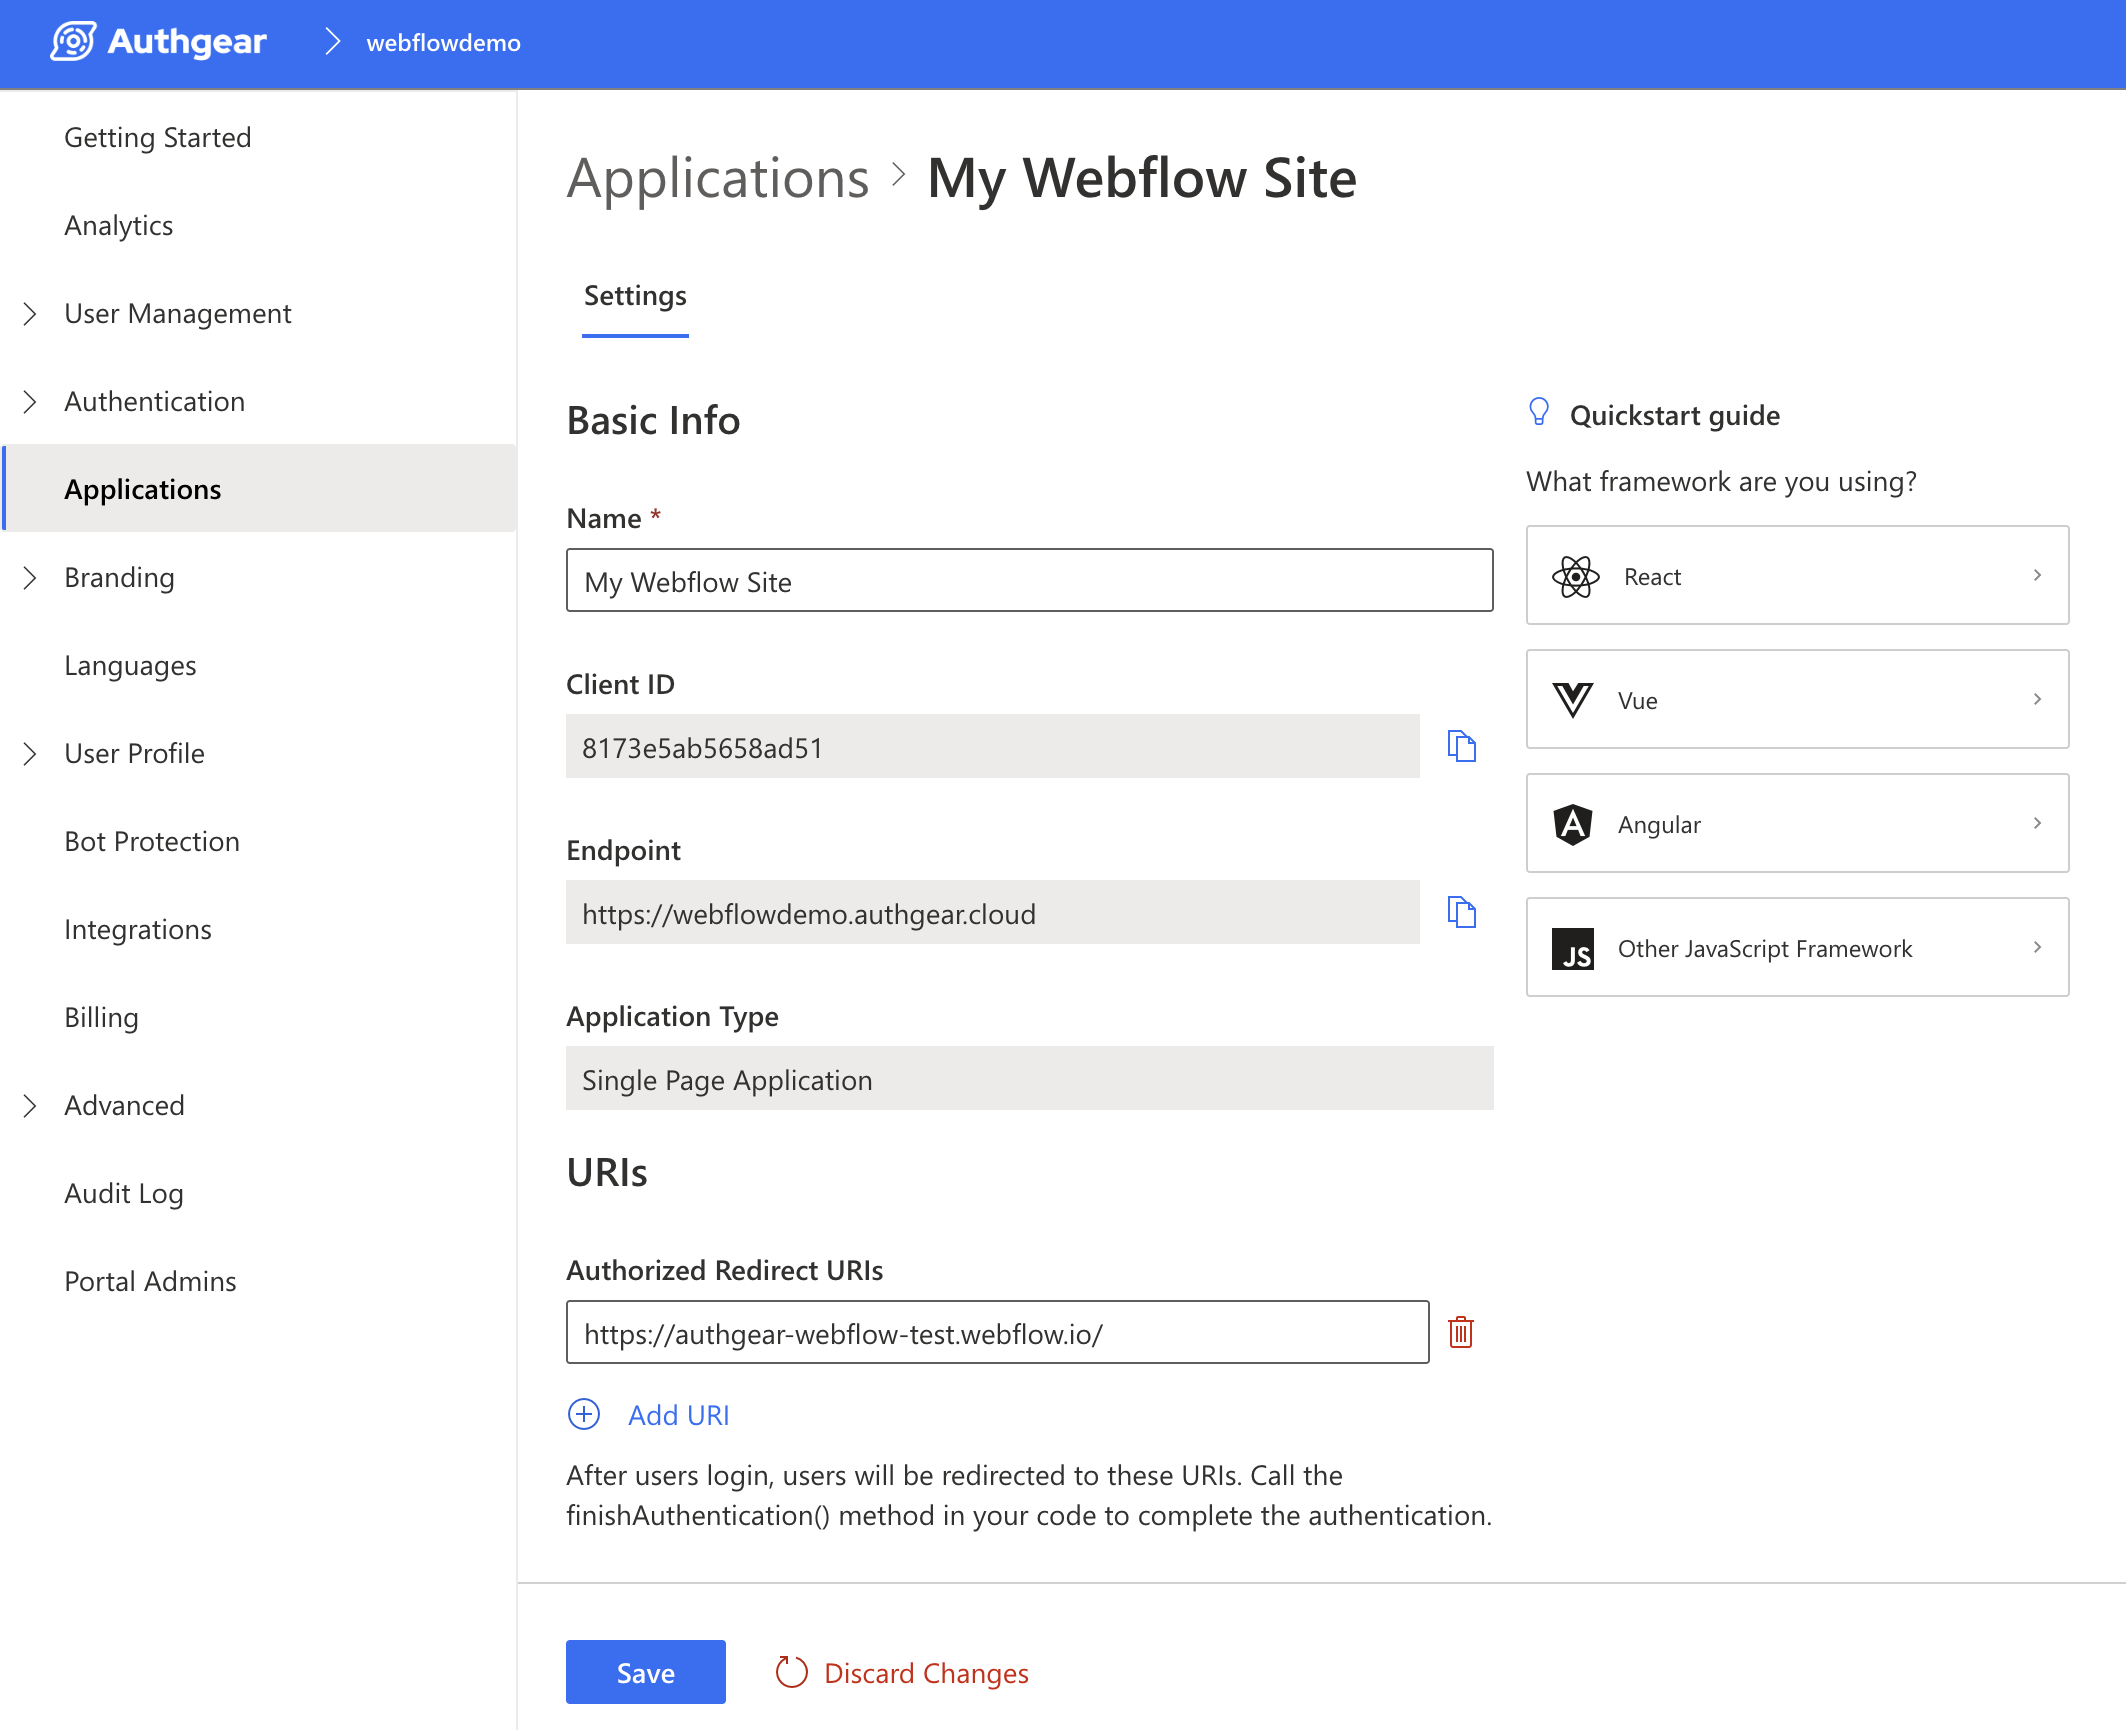 Authgear
webflowdemo
Getting Started
Analytics
User Management
Authentication
Applications
Branding
Languages
User Profile
Bot Protection
Integrations
Billing
Advanced
Audit Log
Portal Admins
Applications > My Webflow Site
Settings
Basic Info
Name *
My Webflow Site
Client ID
8173e5ab5658ad51
Endpoint
https://webflowdemo.authgear.cloud
Application Type
Single Page Application
URIs
Authorized Redirect URIs
https://authgear-webflow-test.webflow.io/
Add URI
After users login, users will be redirected to these URIs. Call the
finishAuthentication() method in your code to complete the authentication.
Save
Discard Changes
Quickstart guide
What framework are you using?
React
Vue
Angular
JS Other JavaScript Framework